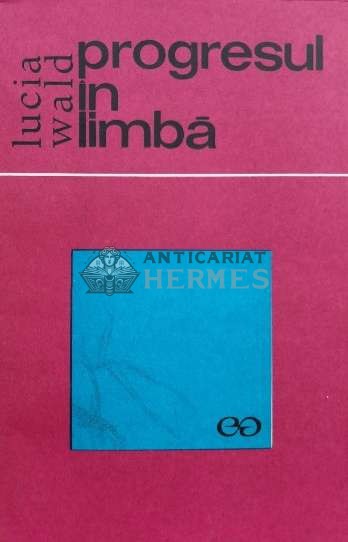 lucia
wald
progresul
în
limbă
ANTICARIAT
HERMES